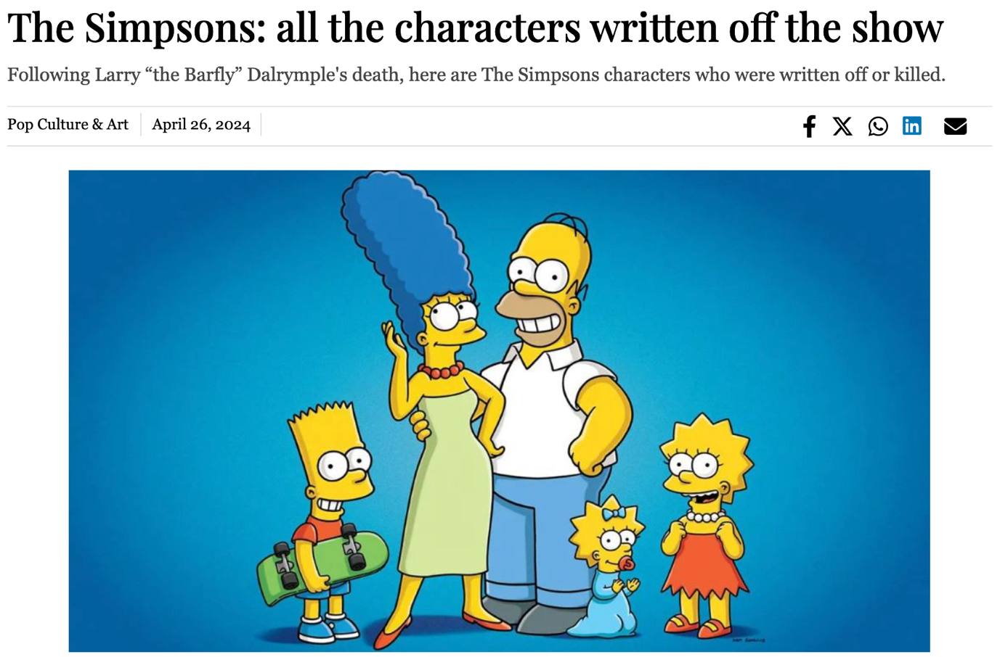 The Simpsons: all the characters written off the show
Following Larry “the Barfly” Dalrymple's death, here are The Simpsons characters who were written off or killed.
Pop Culture & Art
April 26, 2024
f
X
in